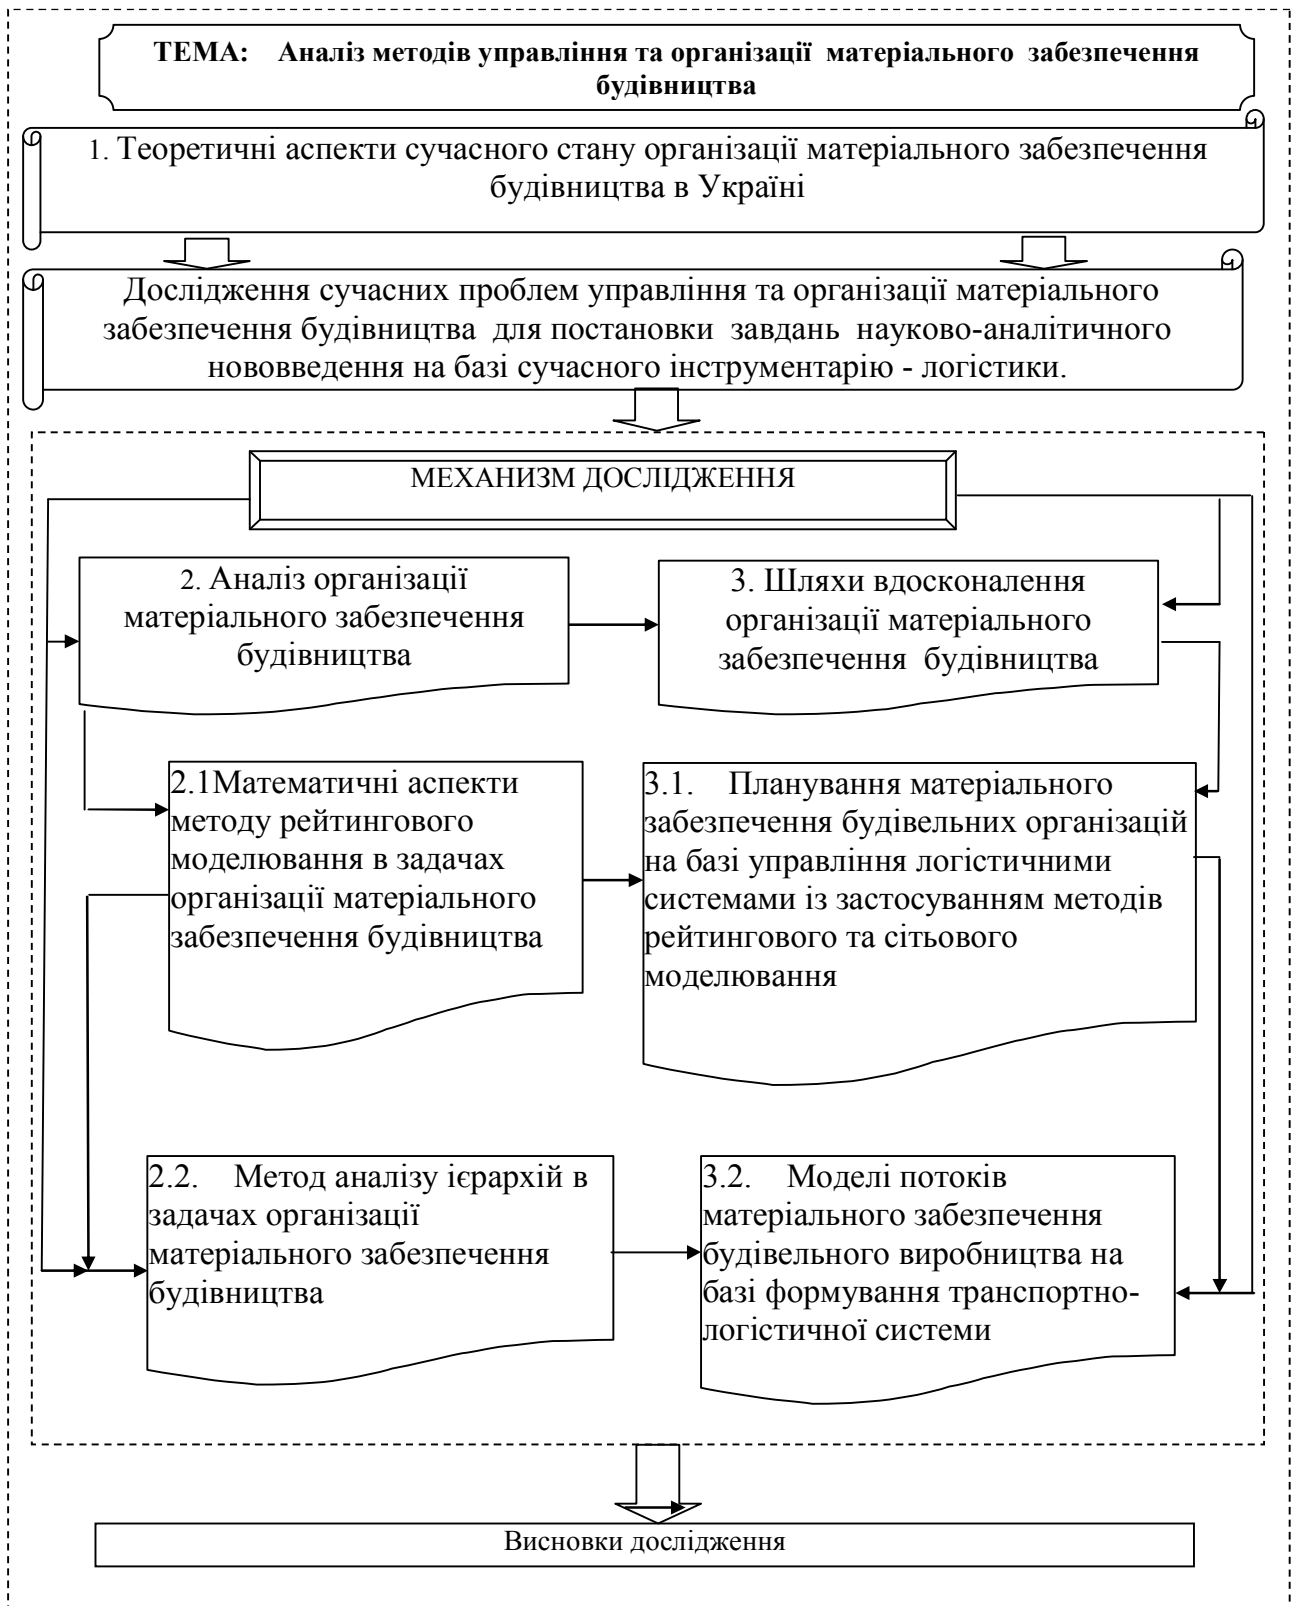 ТЕМА: Аналіз методів управління та організації матеріального забезпечення
будівництва
1. Теоретичні аспекти сучасного стану організації матеріального забезпечення
будівництва в Україні
Дослідження сучасних проблем управління та організації матеріального
забезпечення будівництва для постановки завдань науково-аналітичного
нововведення на базі сучасного інструментарію - логістики.
МЕХАНИЗМ ДОСЛІДЖЕННЯ
2. Аналіз організації
матеріального забезпечення
будівництва
3. Шляхи вдосконалення
організації матеріального
забезпечення будівництва
2.1Математичні аспекти
методу рейтингового
моделювання в задачах
організації матеріального
забезпечення будівництва
3.1. Планування матеріального
забезпечення будівельних організацій
на базі управління логістичними
системами із застосуванням методів
рейтингового та сітьового
моделювання
2.2. Метод аналізу ієрархій в
задачах організації
матеріального забезпечення
будівництва
3.2. Моделі потоків
матеріального забезпечення
будівельного виробництва на
базі формування транспортно-
логістичної системи
Висновки дослідження